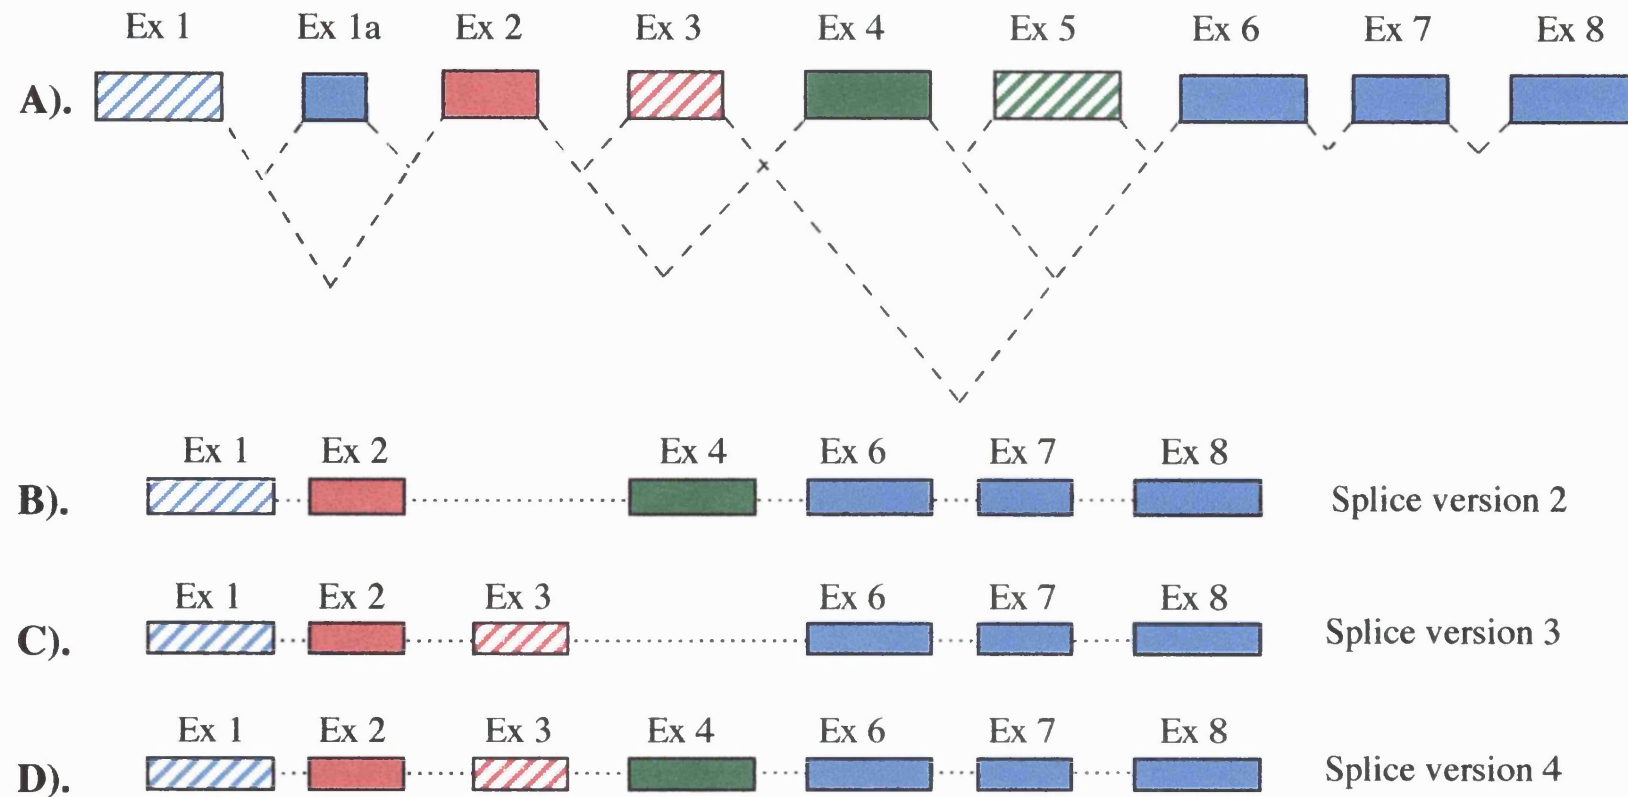 Ex 1 Ex 1a Ex 2 Ex 3 Ex 4 Ex 5 Ex 6 Ex 7 Ex 8
A).
Ex 1 Ex 2 Ex 4 Ex 6 Ex 7 Ex 8
B). Splice version 2
Ex 1 Ex 2 Ex 3 Ex 6 Ex 7 Ex 8
C). Splice version 3
Ex 1 Ex 2 Ex 3 Ex 4 Ex 6 Ex 7 Ex 8
D). Splice version 4